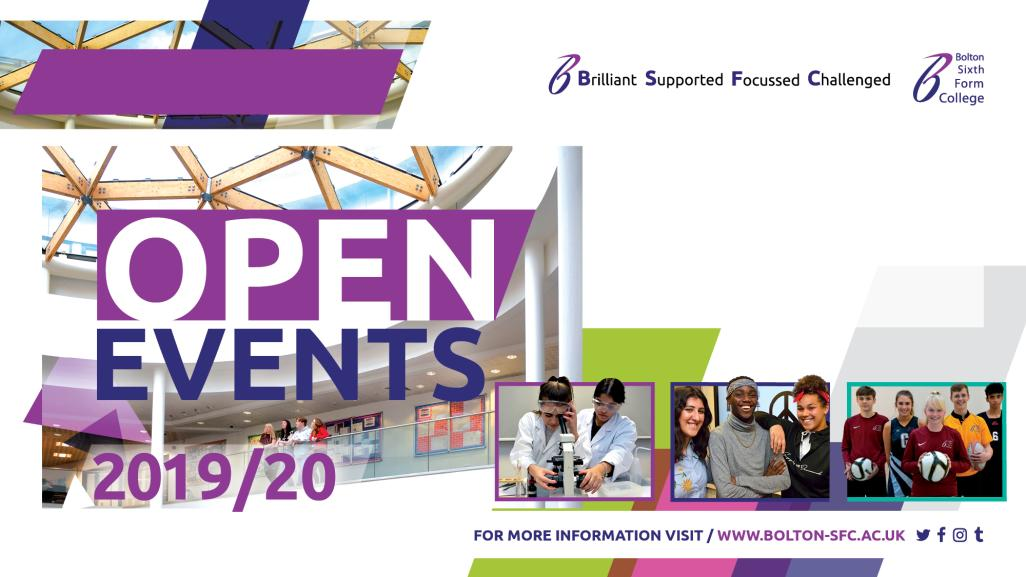 Brilliant Supported Focussed Challenged
Bolton
Sixth
Form
College
OPEN
EVENTS
2019/20
FOR MORE INFORMATION VISIT / WWW.BOLTON-SFC.AC.UK